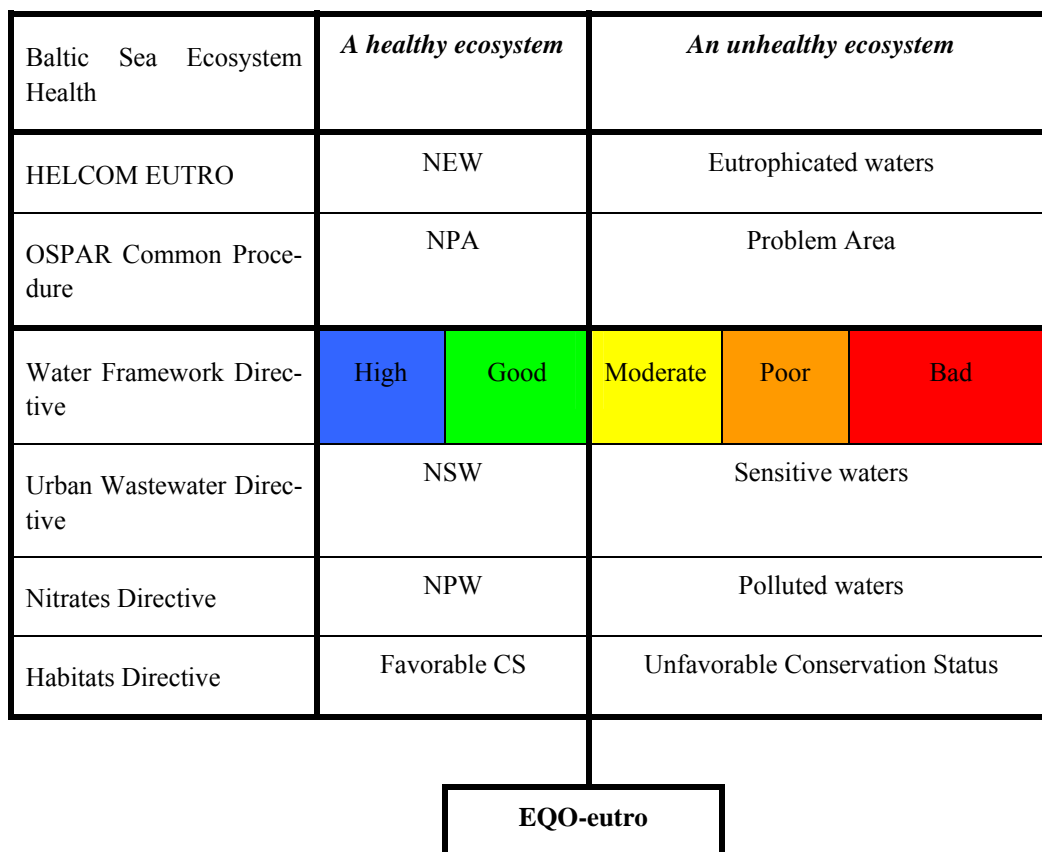 Baltic Sea Ecosystem
Health
A healthy ecosystem
An unhealthy ecosystem
HELCOM EUTRO
NEW
Eutrophicated waters
OSPAR Common Proce-
dure
NPA
Problem Area
Water Framework Direc-
tive
High
Good
Moderate
Poor
Bad
Urban Wastewater Direc-
tive
NSW
Sensitive waters
Nitrates Directive
NPW
Polluted waters
Habitats Directive
Favorable CS
Unfavorable Conservation Status
EQO-eutro